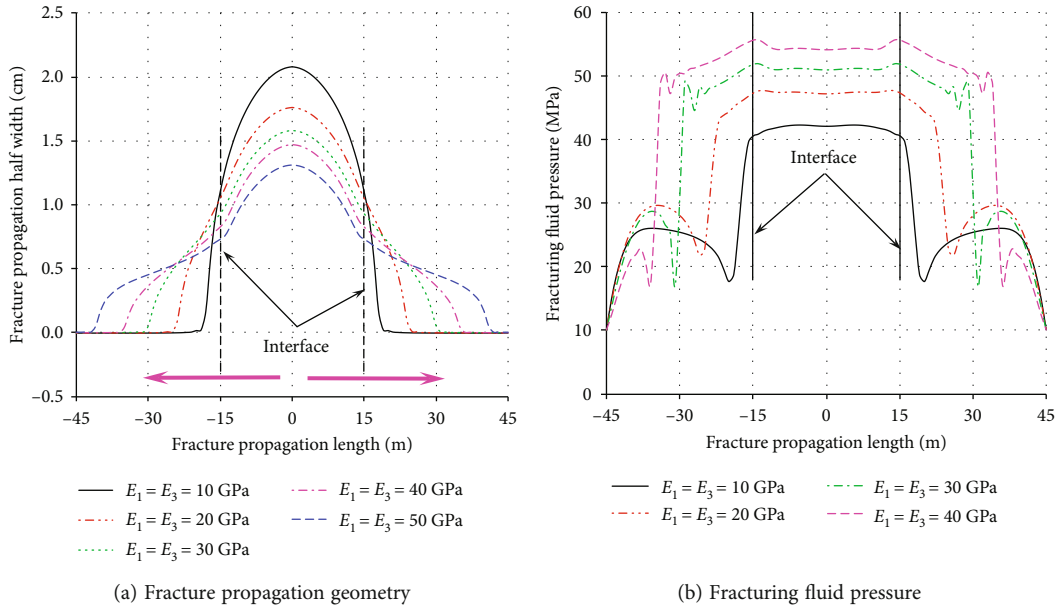 2.5
2.0
1.5
1.0
0.5
0.0
−0.5
Fracture propagation half width (cm)
Interface
−45 −30 −15 0 15 30 45
Fracture propagation length (m)
E1 = E3 = 10 GPa
E1 = E3 = 20 GPa
E1 = E3 = 30 GPa
E1 = E3 = 40 GPa
E1 = E3 = 50 GPa
(a) Fracture propagation geometry
60
50
40
30
20
10
0
Fracturing fluid pressure (MPa)
Interface
−45 −30 −15 0 15 30 45
Fracture propagation length (m)
E1 = E3 = 10 GPa
E1 = E3 = 20 GPa
E1 = E3 = 30 GPa
E1 = E3 = 40 GPa
(b) Fracturing fluid pressure